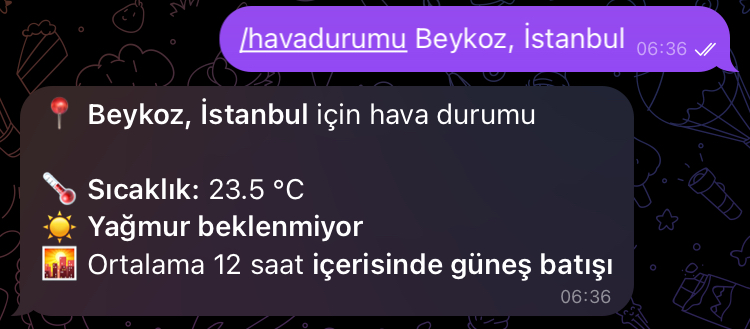 /havadurumu Beykoz, İstanbul 06:36
📍 Beykoz, İstanbul için hava durumu
🌡️ Sıcaklık: 23.5 °C
☀️ Yağmur beklenmiyor
🌇 Ortalama 12 saat içerisinde güneş batışı
06:36